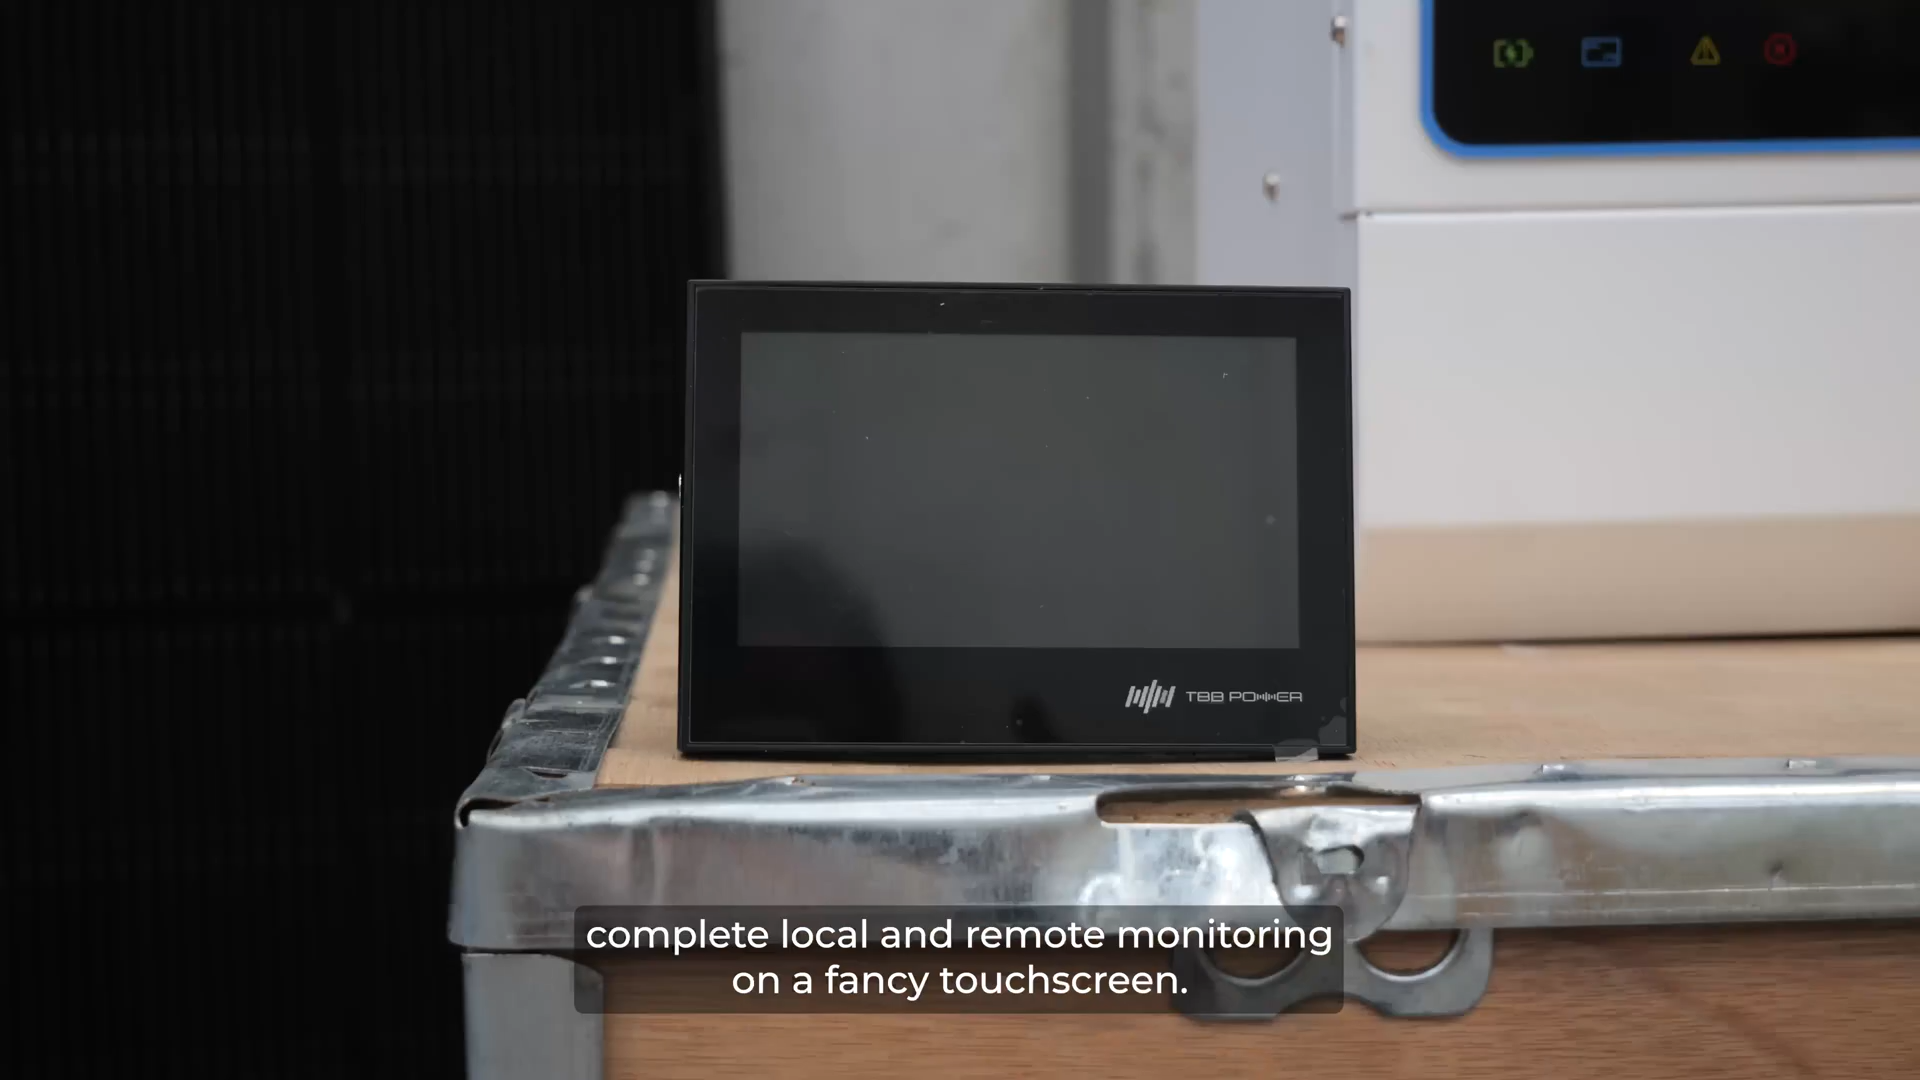 TBB POWER
complete local and remote monitoring
on a fancy touchscreen.